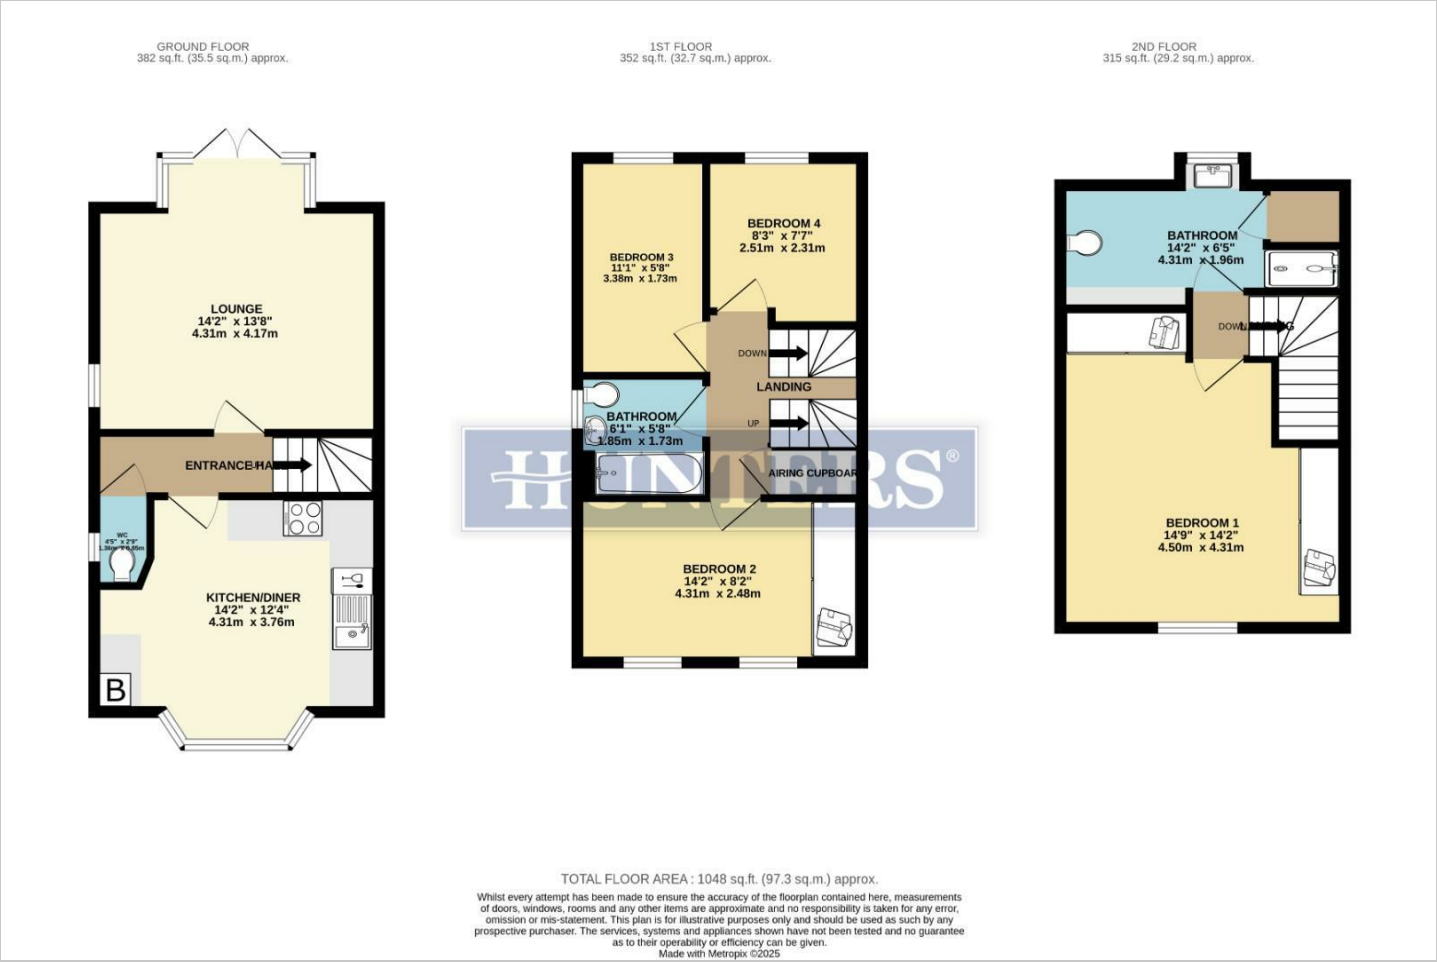 GROUND FLOOR
382 sq.ft. (35.5 sq.m.) approx.
1ST FLOOR
352 sq.ft. (32.7 sq.m.) approx.
2ND FLOOR
315 sq.ft. (29.2 sq.m.) approx.
LOUNGE
14'2" x 13'8"
4.31m x 4.17m
ENTRANCE HA
WC
4'5" x 2'9"
KITCHEN/DINER
14'2" x 12'4"
4.31m x 3.76m
B
BEDROOM 3
11'1" x 5'8"
3.38m x 1.73m
BEDROOM 4
8'3" x 7'7"
2.51m x 2.31m
DOWN
LANDING
UP
BATHROOM
6'1" x 5'8"
1.85m x 1.73m
AIRING CUPBOAR
HUNTERS®
BEDROOM 2
14'2" x 8'2"
4.31m x 2.48m
BATHROOM
14'2" x 6'5"
4.31m x 1.96m
DOWN
BEDROOM 1
14'9" x 14'2"
4.50m x 4.31m
TOTAL FLOOR AREA : 1048 sq.ft. (97.3 sq.m.) approx.
Whilst every attempt has been made to ensure the accuracy of the floorplan contained here, measurements
of doors, windows, rooms and any other items are approximate and no responsibility is taken for any error,
omission or mis-statement. This plan is for illustrative purposes only and should be used as such by any
prospective purchaser. The services, systems and appliances shown have not been tested and no guarantee
as to their operability or efficiency can be given.
Made with Metropix ©2025